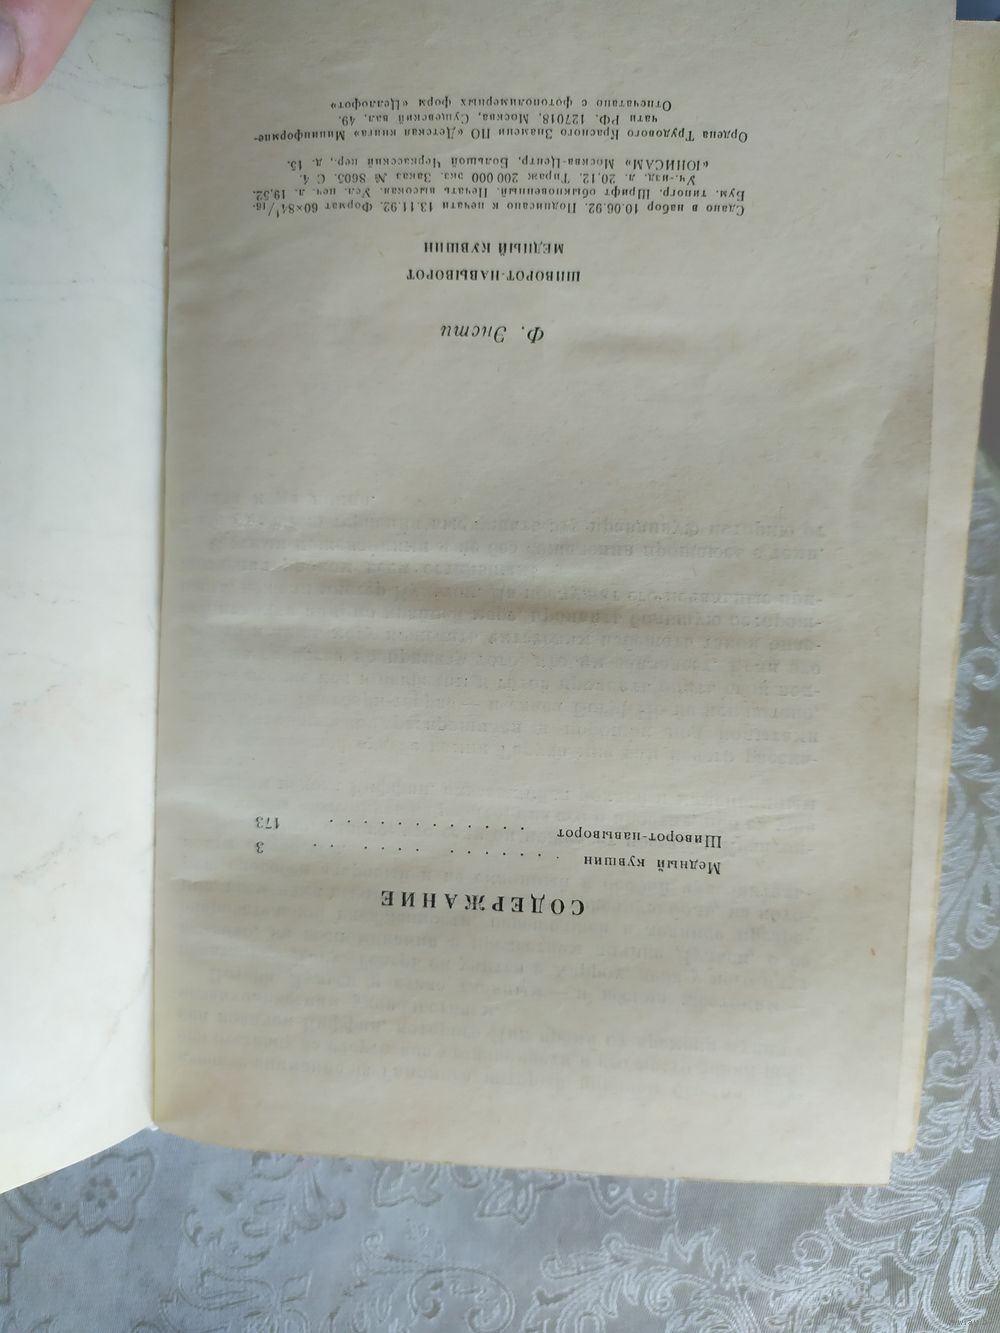 СОДЕРЖАНИЕ
Медный кувшин . . . . . . . . . . . 3
Шиворот-навыворот . . . . . . . . . . . 173
Ф. Энсти
ШИВОРОТ-НАВЫВОРОТ
МЕДНЫЙ КУВШИН
Сдано в набор 10.06.92. Подписано к печати 13.11.92. Формат 60×84¹/₁₆.
Бум. типогр. Шрифт обыкновенный. Печать высокая. Усл. печ. л. 19,52.
Уч.-изд. л. 20,12. Тираж 200 000 экз. Заказ № 8605. С 4.
«ЮНИСАМ» Москва-Центр, Большой Черкасский пер., д. 15.
Ордена Трудового Красного Знамени ПО «Детская книга» Мининформпе-
чати РФ. 127018, Москва, Сущевский вал, 49.
Отпечатано с фотополимерных форм «Целлофот»